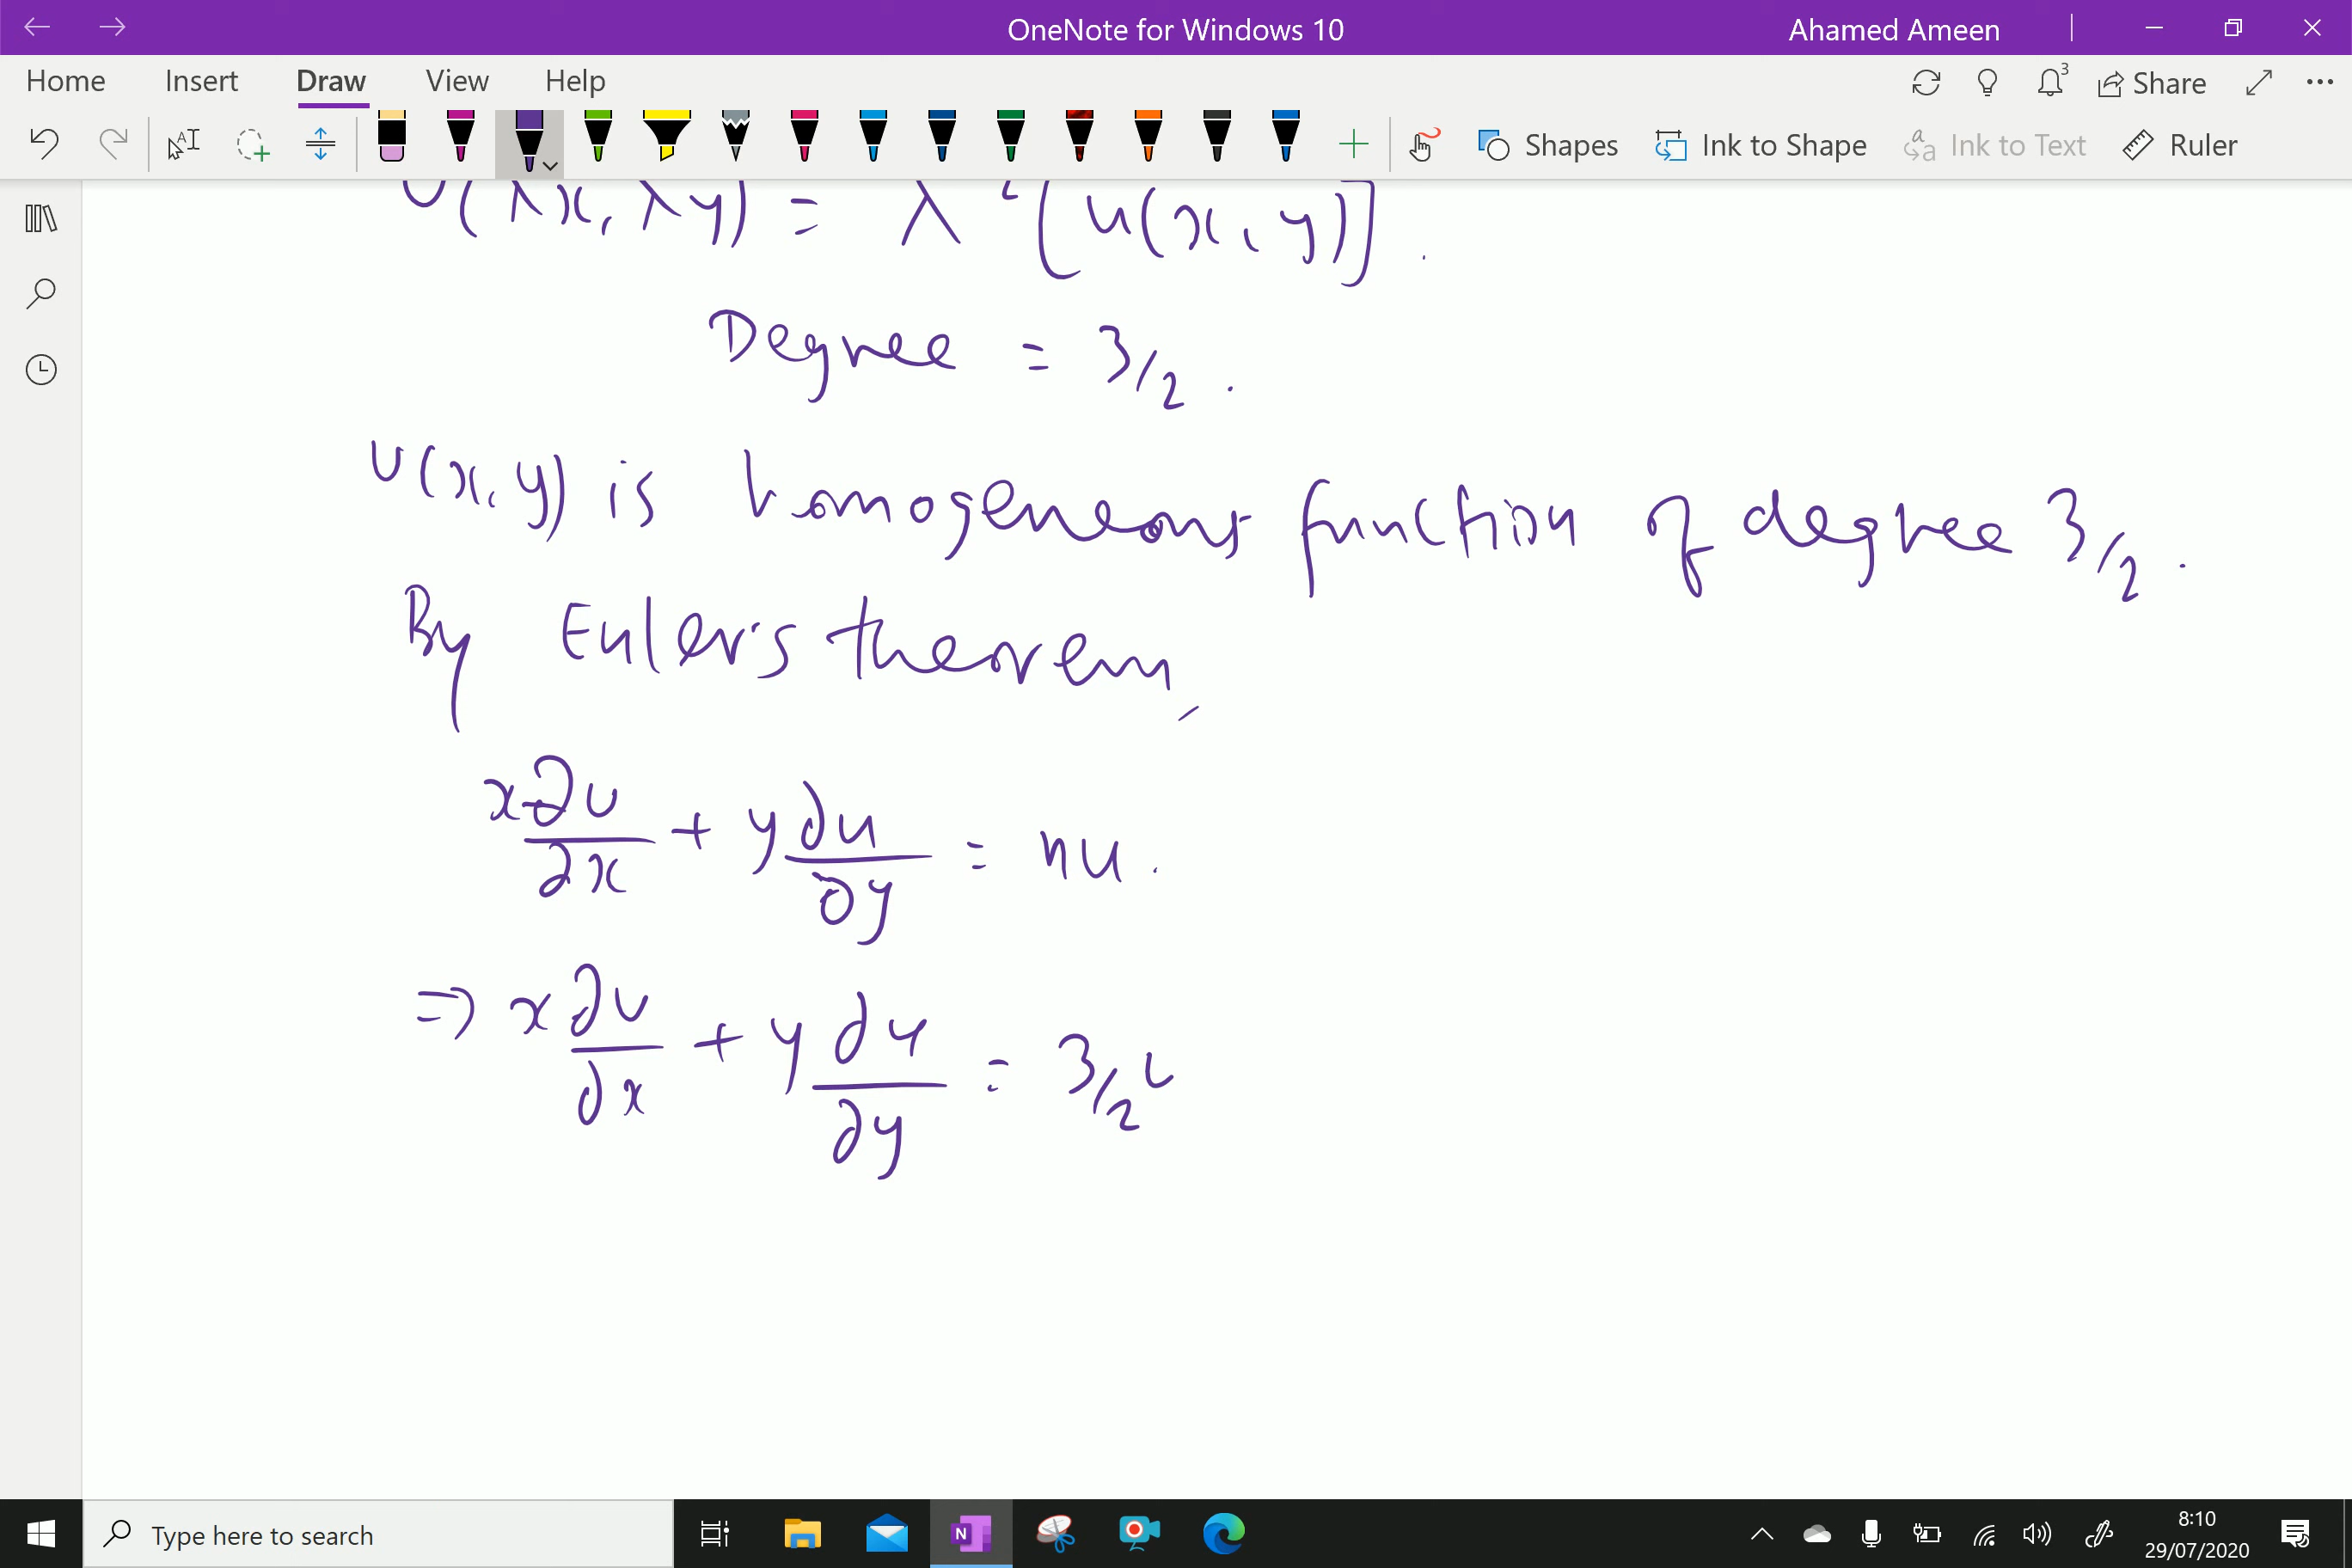 OneNote for Windows 10 Ahamed Ameen
Home Insert Draw View Help 3 Share
Shapes Ink to Shape Ink to Text Ruler
U(λx, λy) = λ [u(x, y)].
Degree = 3/2.
U(x, y) is homogeneous function of degree 3/2.
By Euler's theorem,
x ∂u/∂x + y ∂u/∂y = nu.
⇒ x ∂u/∂x + y ∂u/∂y = 3/2 u
Type here to search
8:10
29/07/2020